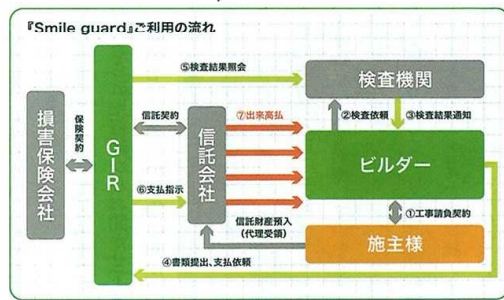 『Smile guard』ご利用の流れ
⑤検査結果照会
検査機関
損害保険会社
保険契約
GIR
信託契約
信託会社
⑦出来高払
②検査依頼
③検査結果通知
ビルダー
⑥支払指示
①工事請負契約
信託財産預入
(代理受領)
施主様
④書類提出、支払依頼